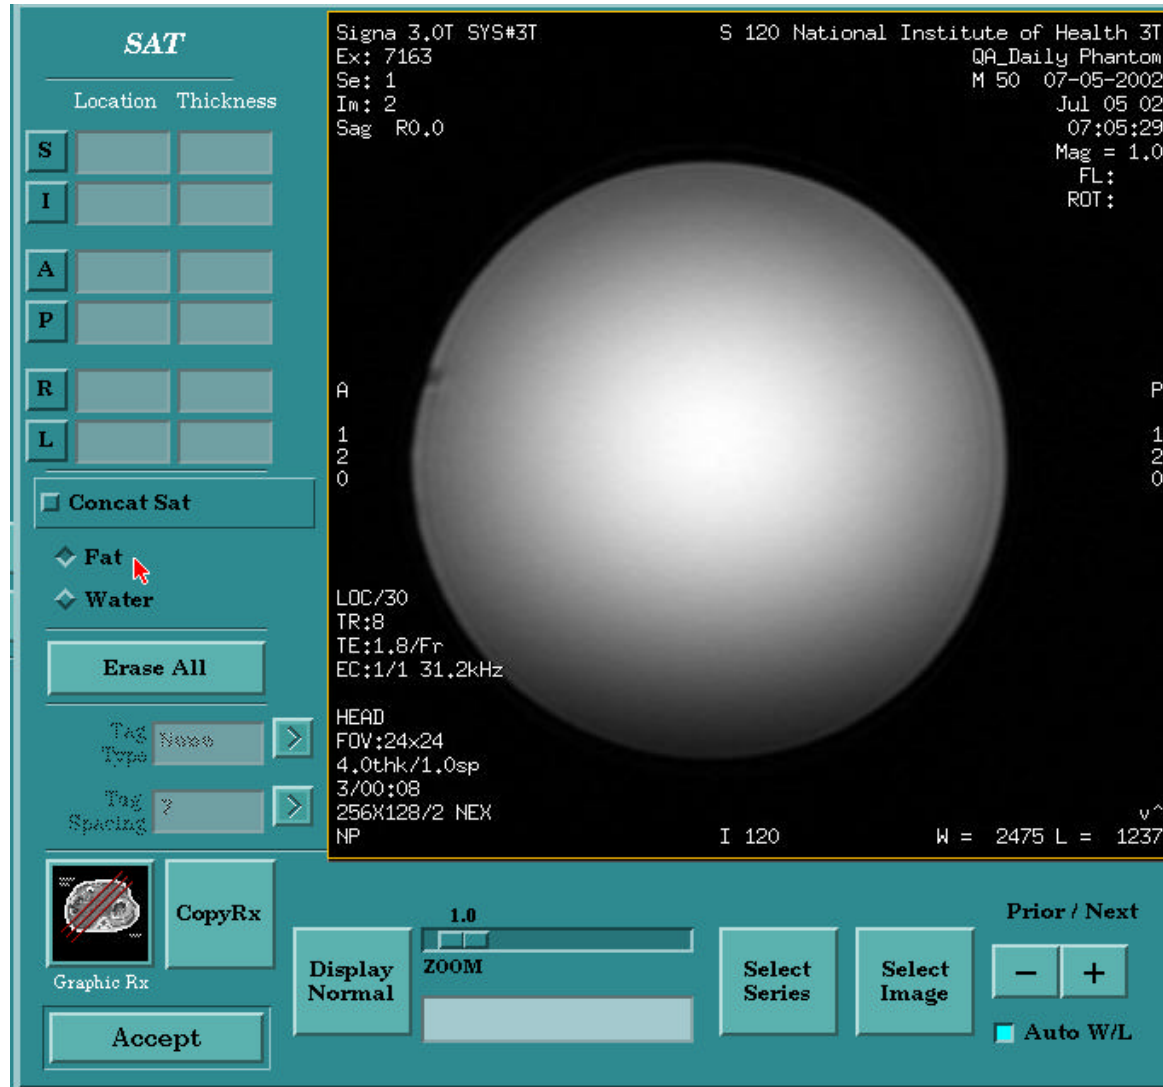 SAT
Location Thickness
S
I
A
P
R
L
Concat Sat
Fat
Water
Erase All
Tag
Type
None
>
Tag
Spacing
7
>
Graphic Rx
CopyRx
Accept
Signa 3.0T SYS#3T
Ex: 7163
Se: 1
Im: 2
Sag R0.0
S 120 National Institute of Health 3T
QA_Daily Phantom
M 50 07-05-2002
Jul 05 02
07:05:29
Mag = 1.0
FL:
ROT:
A
1
2
0
P
1
2
0
LOC/30
TR:8
TE:1.8/Fr
EC:1/1 31.2kHz
HEAD
FOV:24x24
4.0thk/1.0sp
3/00:08
256X128/2 NEX
NP
I 120
v^
W = 2475 L = 1237
Display
Normal
1.0
ZOOM
Select
Series
Select
Image
Prior / Next
− +
Auto W/L